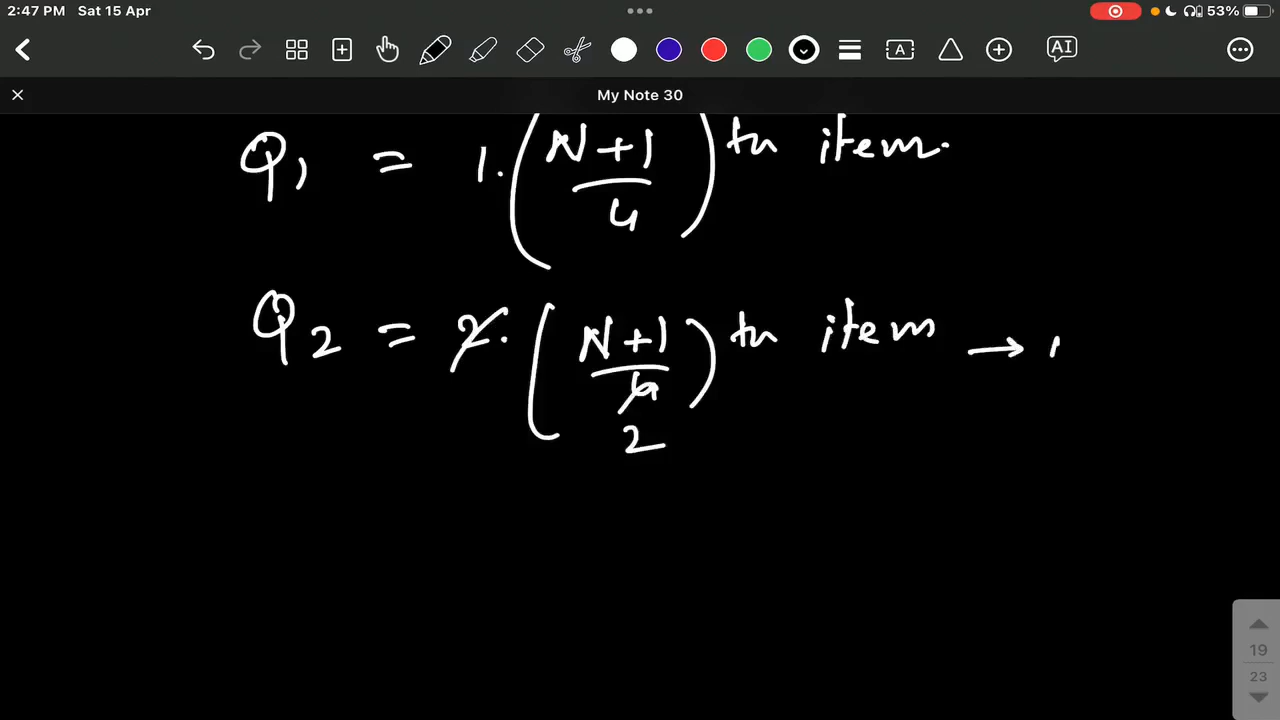 2:47 PM Sat 15 Apr 53%
A AI
My Note 30
Q1 = 1. (N+1/4) th item.
Q2 = 2. (N+1/4) th item →
2
19
23